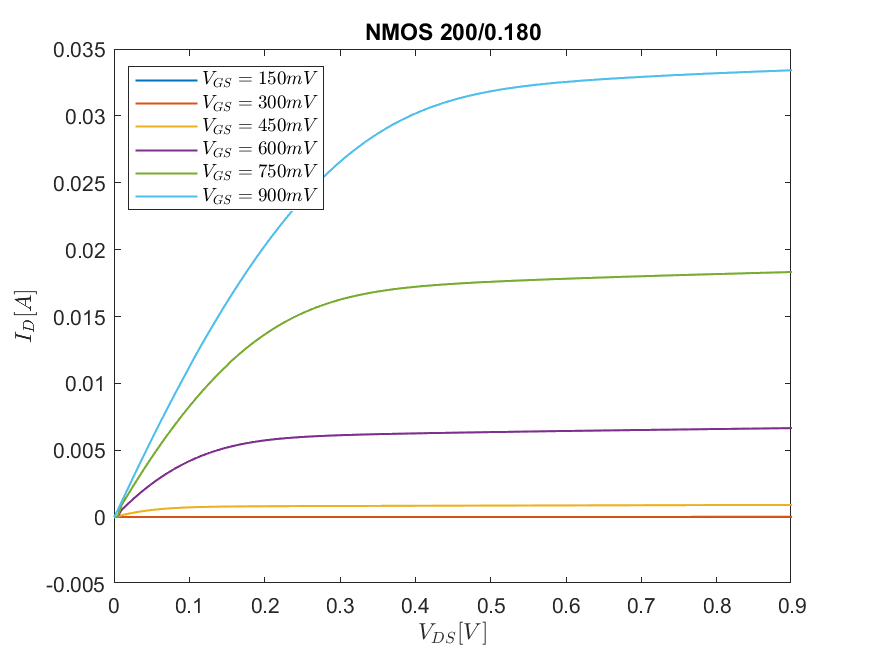 NMOS 200/0.180
0.035
0.03
0.025
0.02
0.015
0.01
0.005
0
-0.005
I_D[A]
V_GS = 150mV
V_GS = 300mV
V_GS = 450mV
V_GS = 600mV
V_GS = 750mV
V_GS = 900mV
0 0.1 0.2 0.3 0.4 0.5 0.6 0.7 0.8 0.9
V_DS[V]